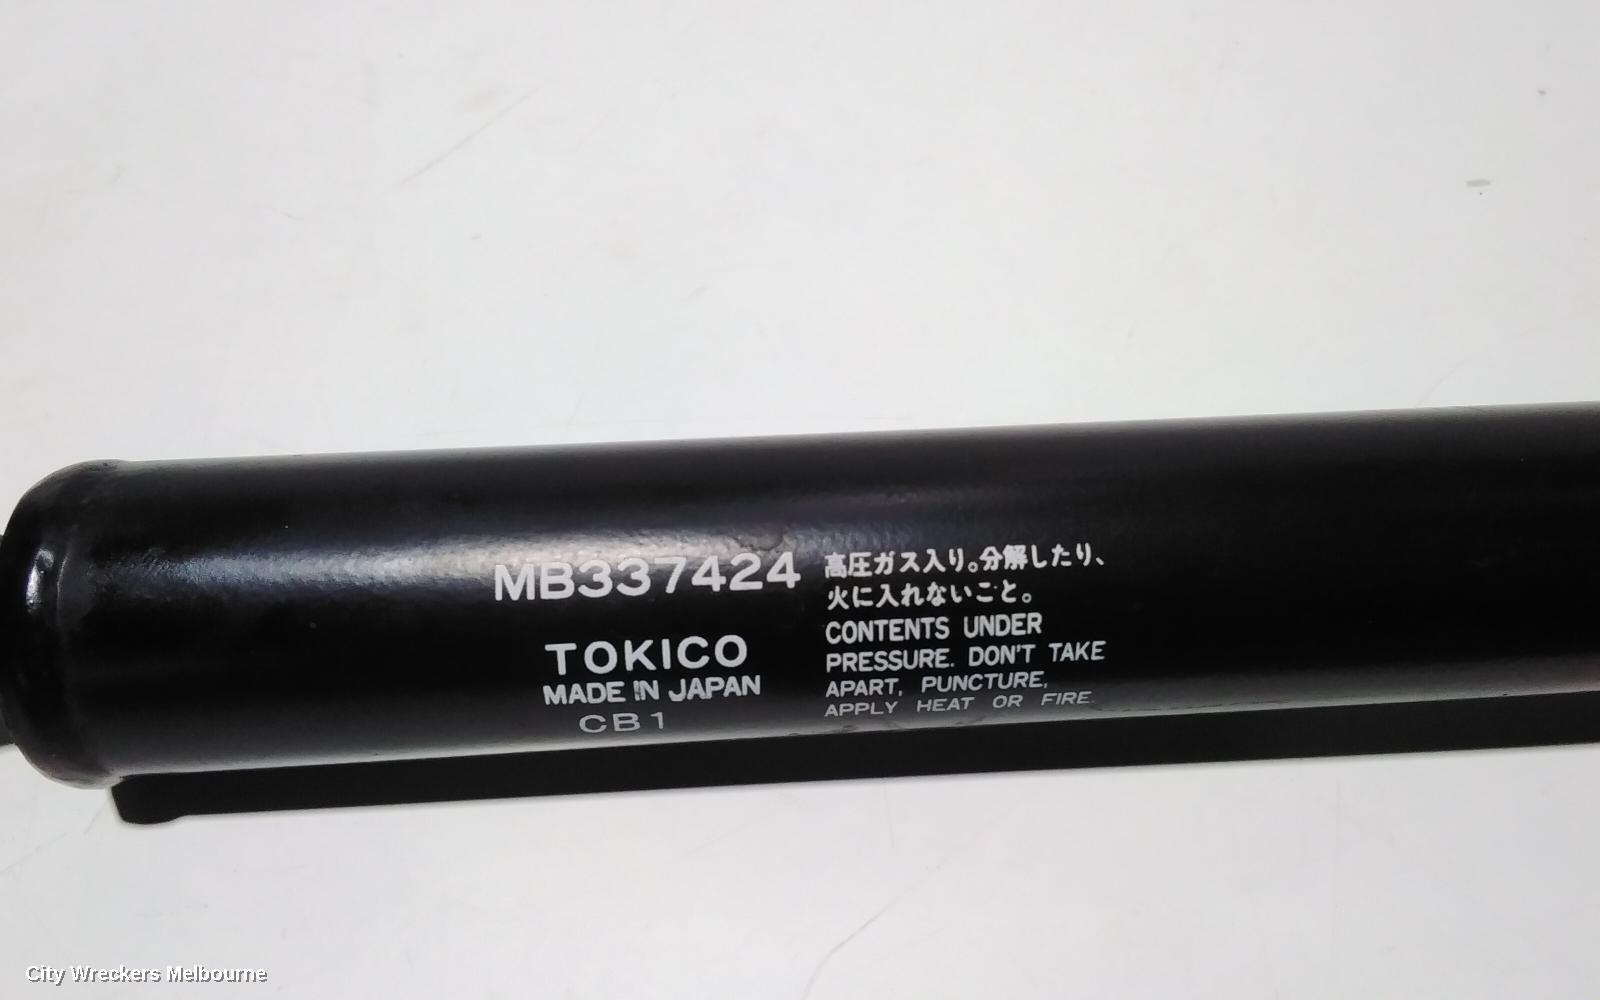 MB337424
TOKICO
MADE IN JAPAN
CB1
高圧ガス入り。分解したり、
火に入れないこと。
CONTENTS UNDER
PRESSURE. DON'T TAKE
APART, PUNCTURE,
APPLY HEAT OR FIRE.
City Wreckers Melbourne